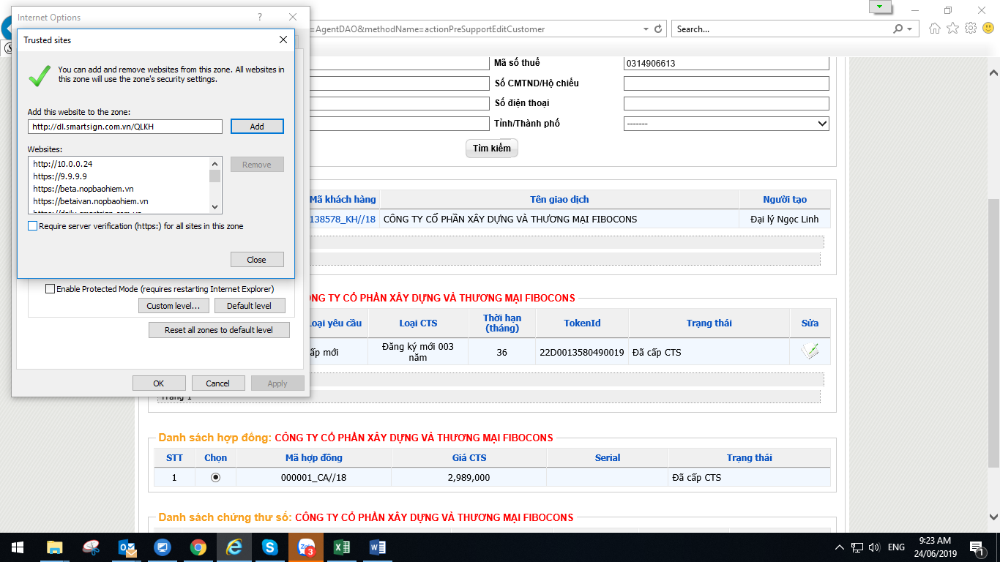 Internet Options
?
Trusted sites
You can add and remove websites from this zone. All websites in
this zone will use the zone's security settings.
Add this website to the zone:
http://dl.smartsign.com.vn/QLKH
Add
Websites:
http://10.0.0.24
https://9.9.9.9
https://beta.nopbaohiem.vn
https://betaivan.nopbaohiem.vn
Remove
Require server verification (https:) for all sites in this zone
Close
Enable Protected Mode (requires restarting Internet Explorer)
Custom level...
Default level
Reset all zones to default level
OK
Cancel
Apply
=AgentDAO&methodName=actionPreSupportEditCustomer
Search...
Mã số thuế
0314906613
Số CMTND/Hộ chiếu
Số điện thoại
Tỉnh/Thành phố
-------
Tìm kiếm
Mã khách hàng Tên giao dịch Người tạo
138578_KH//18 CÔNG TY CỔ PHẦN XÂY DỰNG VÀ THƯƠNG MẠI FIBOCONS Đại lý Ngọc Linh
NG TY CỔ PHẦN XÂY DỰNG VÀ THƯƠNG MẠI FIBOCONS
oại yêu cầu Loại CTS Thời hạn (tháng) TokenId Trạng thái Sửa
ấp mới Đăng ký mới 003 năm 36 22D0013580490019 Đã cấp CTS
Trang 1
Danh sách hợp đồng: CÔNG TY CỔ PHẦN XÂY DỰNG VÀ THƯƠNG MẠI FIBOCONS
STT Chọn Mã hợp đồng Giá CTS Serial Trạng thái
1 000001_CA//18 2,989,000 Đã cấp CTS
Danh sách chứng thư số: CÔNG TY CỔ PHẦN XÂY DỰNG VÀ THƯƠNG MẠI FIBOCONS
Zalo
3
ENG
9:23 AM
24/06/2019
1